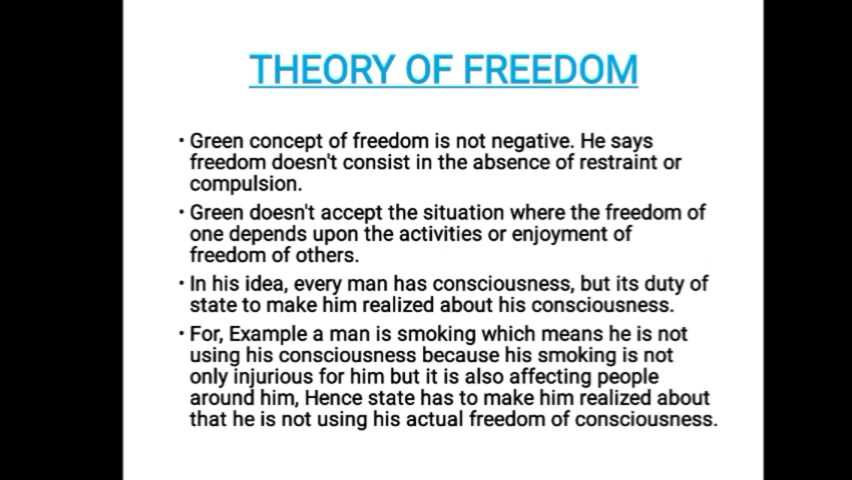 THEORY OF FREEDOM
• Green concept of freedom is not negative. He says
freedom doesn't consist in the absence of restraint or
compulsion.
• Green doesn't accept the situation where the freedom of
one depends upon the activities or enjoyment of
freedom of others.
• In his idea, every man has consciousness, but its duty of
state to make him realized about his consciousness.
• For, Example a man is smoking which means he is not
using his consciousness because his smoking is not
only injurious for him but it is also affecting people
around him, Hence state has to make him realized about
that he is not using his actual freedom of consciousness.